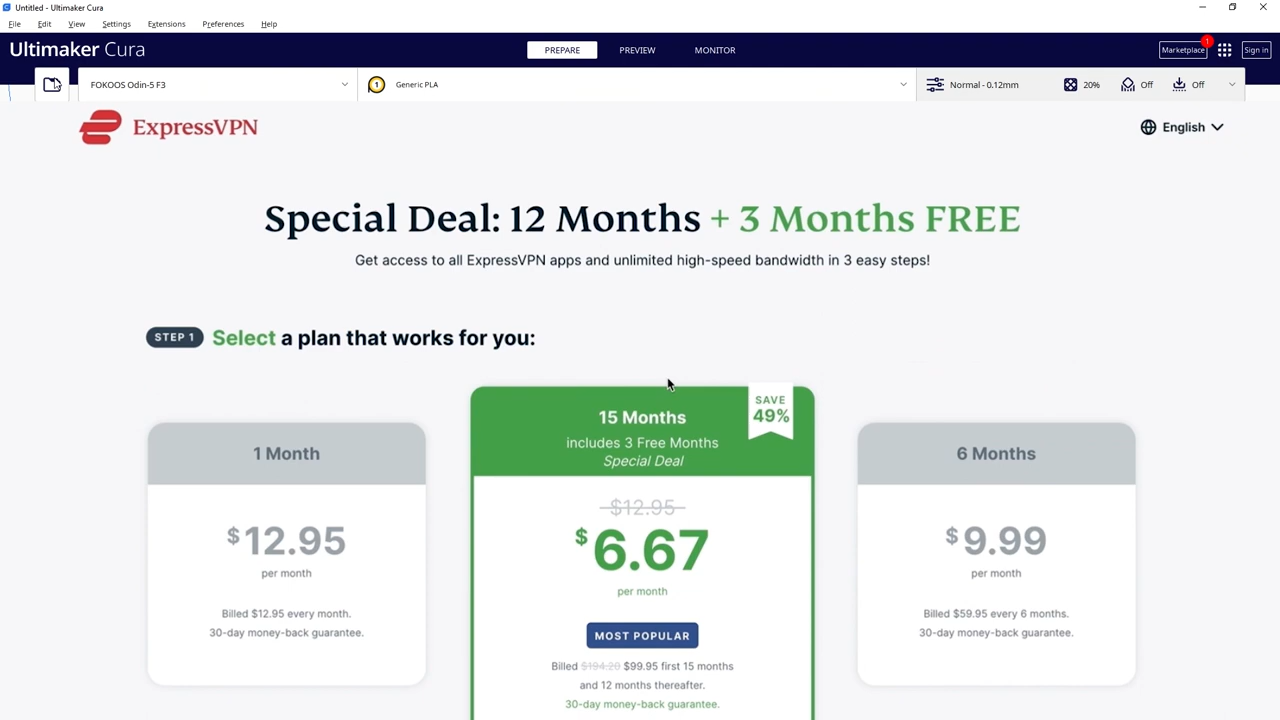 Untitled - Ultimaker Cura
File Edit View Settings Extensions Preferences Help
Ultimaker Cura
PREPARE PREVIEW MONITOR
Marketplace 1 Sign in
FOKOOS Odin-5 F3
1 Generic PLA
Normal - 0.12mm 20% Off Off
ExpressVPN
English
Special Deal: 12 Months + 3 Months FREE
Get access to all ExpressVPN apps and unlimited high-speed bandwidth in 3 easy steps!
STEP 1 Select a plan that works for you:
1 Month
$12.95
per month
Billed $12.95 every month.
30-day money-back guarantee.
SAVE
49%
15 Months
includes 3 Free Months
Special Deal
$12.95
$6.67
per month
MOST POPULAR
Billed $194.20 $99.95 first 15 months
and 12 months thereafter.
30-day money-back guarantee.
6 Months
$9.99
per month
Billed $59.95 every 6 months.
30-day money-back guarantee.